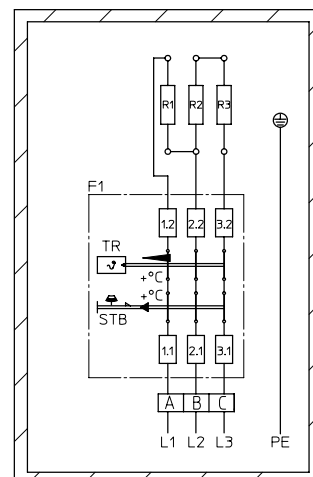 R1 R2 R3
F1
1.2 2.2 3.2
TR
+°C
+°C
STB
1.1 2.1 3.1
A B C
L1 L2 L3 PE